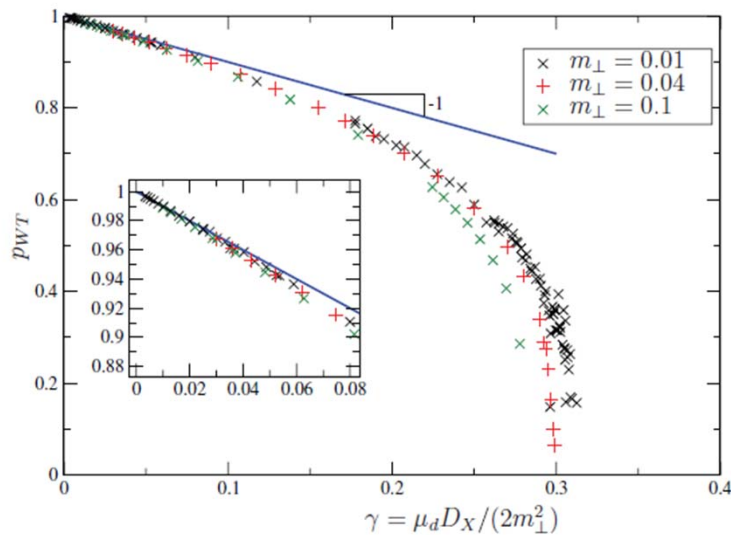 1
0.8
0.6
0.4
0.2
0
p_{WT}
m_⊥ = 0.01
m_⊥ = 0.04
m_⊥ = 0.1
-1
1
0.98
0.96
0.94
0.92
0.9
0.88
0 0.02 0.04 0.06 0.08
0 0.1 0.2 0.3 0.4
γ = μ_d D_X/(2m_⊥^2)